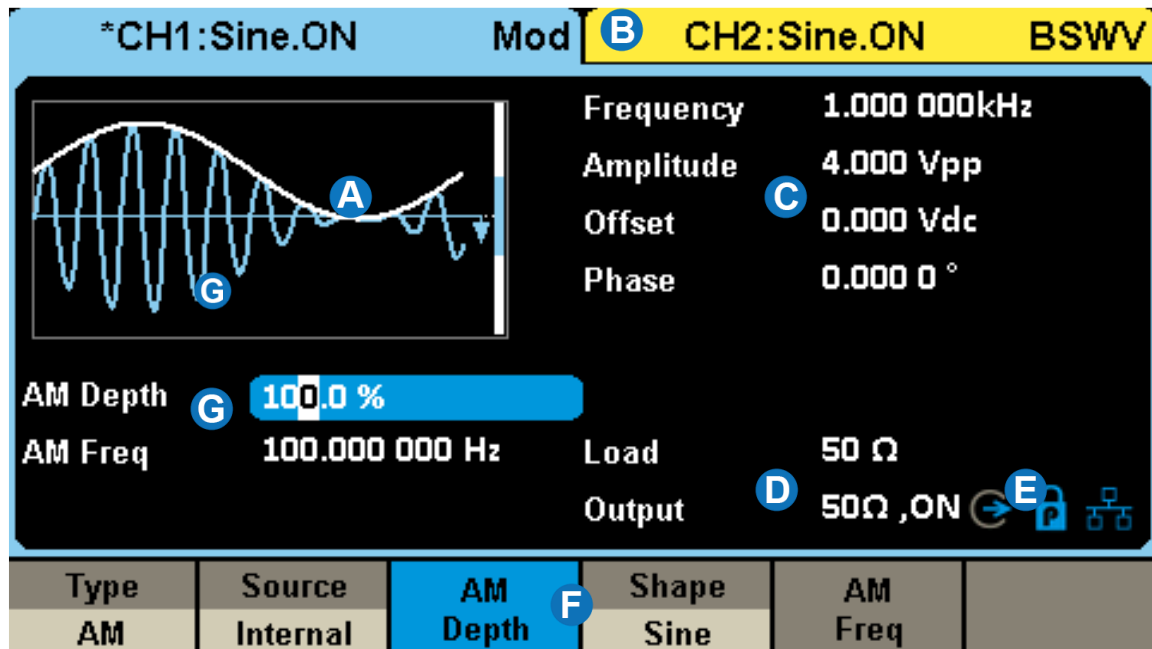 *CH1:Sine.ON Mod B CH2:Sine.ON BSWV
Frequency 1.000 000kHz
Amplitude 4.000 Vpp
A
C
Offset 0.000 Vdc
Phase 0.000 0 °
G
AM Depth G 100.0 %
AM Freq 100.000 000 Hz
Load 50 Ω
Output D 50Ω ,ON E P
Type Source AM Depth F Shape AM Freq
AM Internal Sine